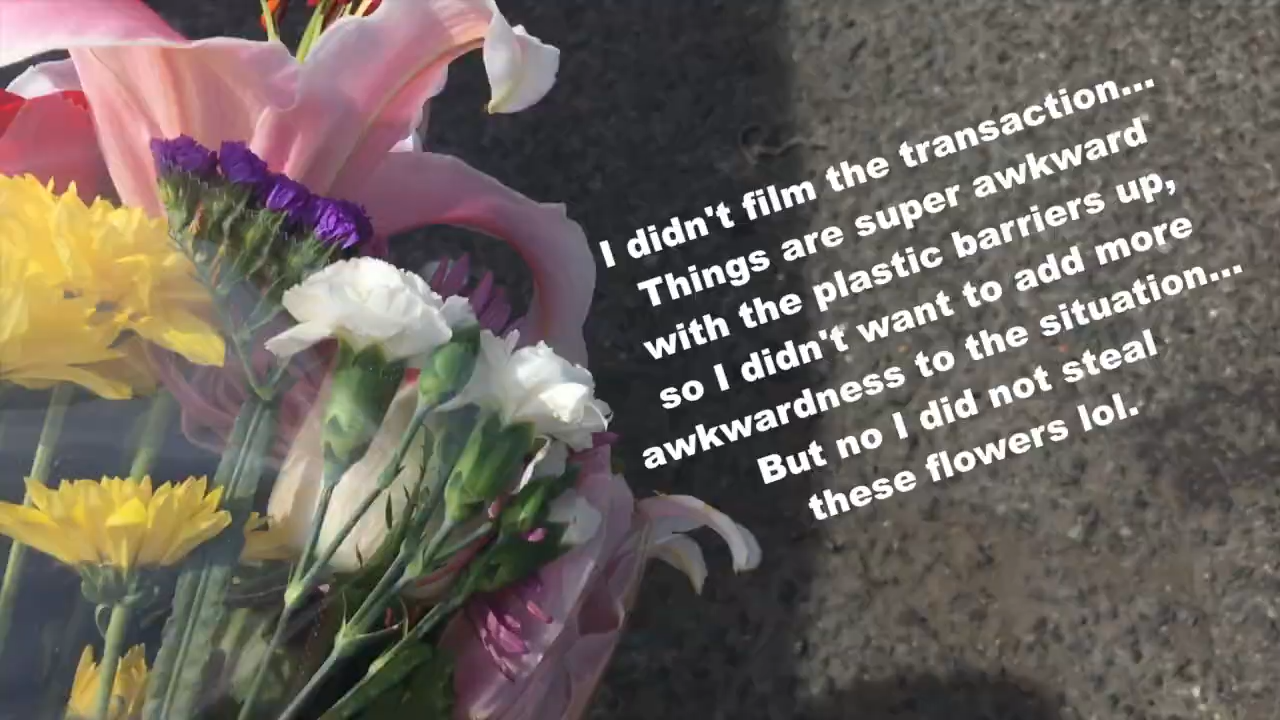 I didn't film the transaction...
Things are super awkward
with the plastic barriers up,
so I didn't want to add more
awkwardness to the situation...
But no I did not steal
these flowers lol.